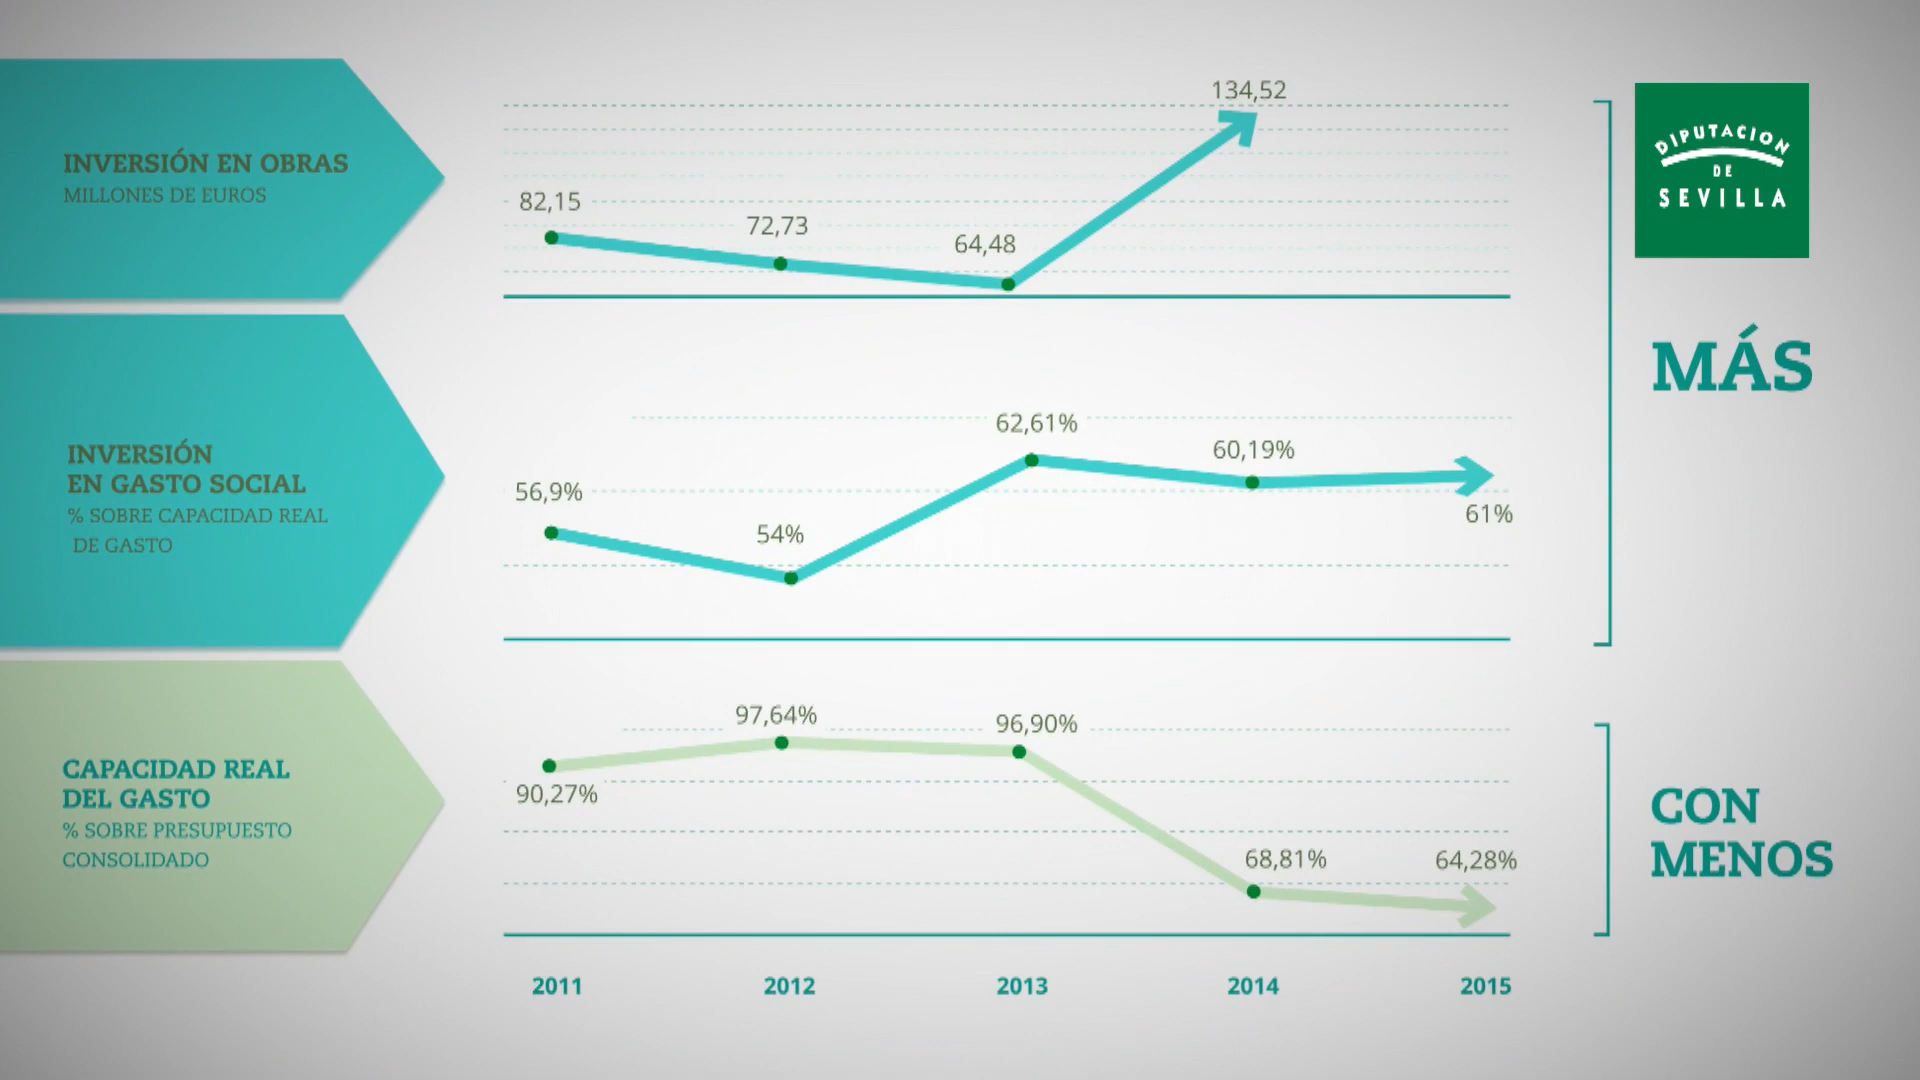 INVERSIÓN EN OBRAS
MILLONES DE EUROS
82,15
72,73
64,48
134,52
INVERSIÓN
EN GASTO SOCIAL
% SOBRE CAPACIDAD REAL
DE GASTO
56,9%
54%
62,61%
60,19%
61%
CAPACIDAD REAL
DEL GASTO
% SOBRE PRESUPUESTO
CONSOLIDADO
90,27%
97,64%
96,90%
68,81%
64,28%
2011 2012 2013 2014 2015
DIPUTACION
DE
SEVILLA
MÁS
CON
MENOS